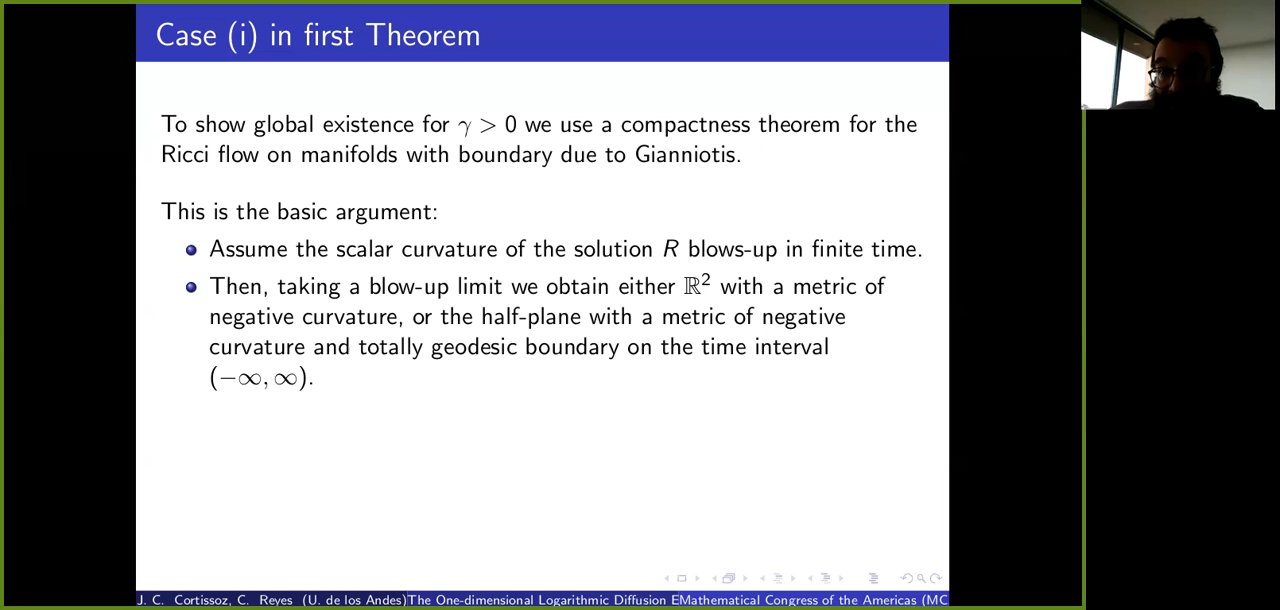 Case (i) in first Theorem
To show global existence for γ > 0 we use a compactness theorem for the
Ricci flow on manifolds with boundary due to Gianniotis.
This is the basic argument:
Assume the scalar curvature of the solution R blows-up in finite time.
Then, taking a blow-up limit we obtain either ℝ² with a metric of
negative curvature, or the half-plane with a metric of negative
curvature and totally geodesic boundary on the time interval
(−∞, ∞).
J. C. Cortissoz, C. Reyes (U. de los Andes)The One-dimensional Logarithmic Diffusion EMathematical Congress of the Americas (MC